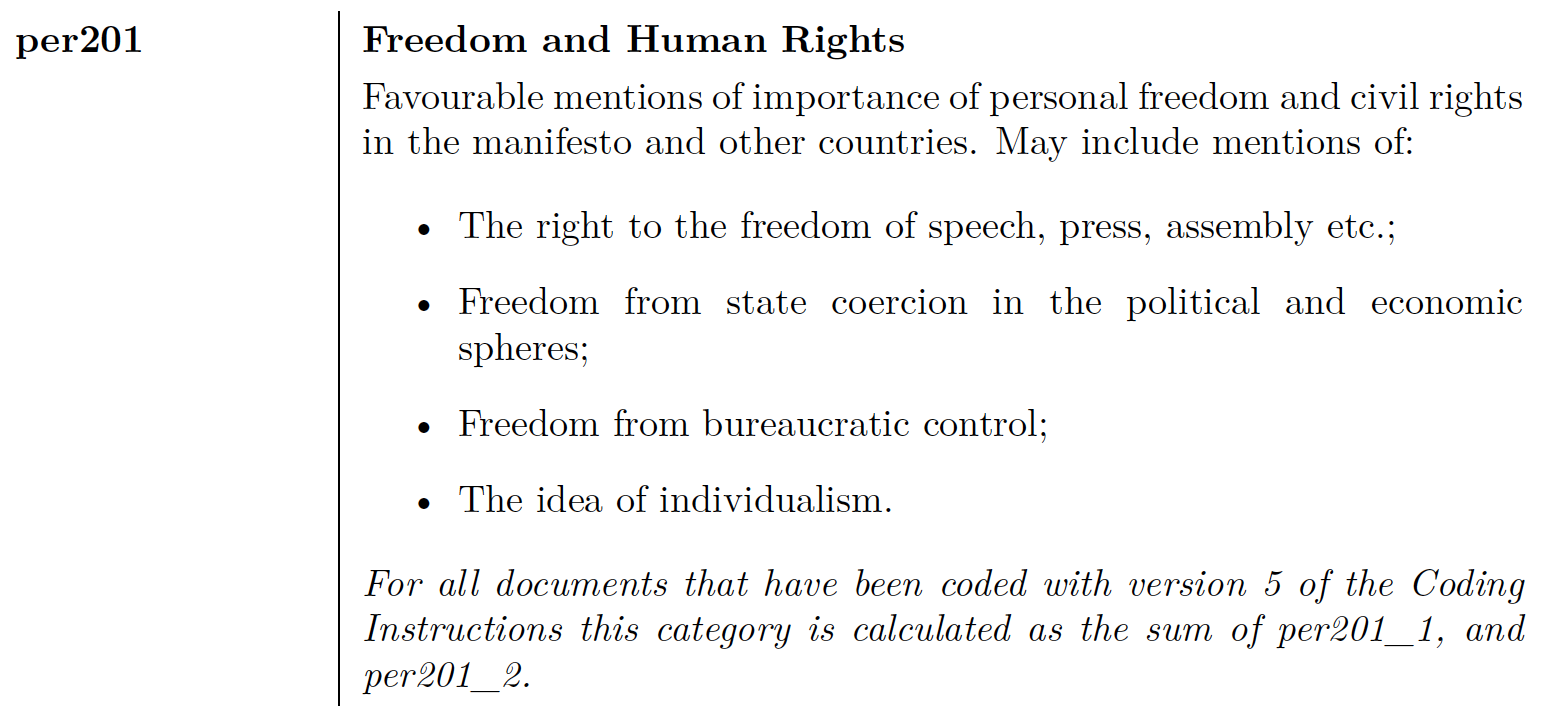 per201
Freedom and Human Rights
Favourable mentions of importance of personal freedom and civil rights
in the manifesto and other countries. May include mentions of:
• The right to the freedom of speech, press, assembly etc.;
• Freedom from state coercion in the political and economic
spheres;
• Freedom from bureaucratic control;
• The idea of individualism.
For all documents that have been coded with version 5 of the Coding
Instructions this category is calculated as the sum of per201_1, and
per201_2.